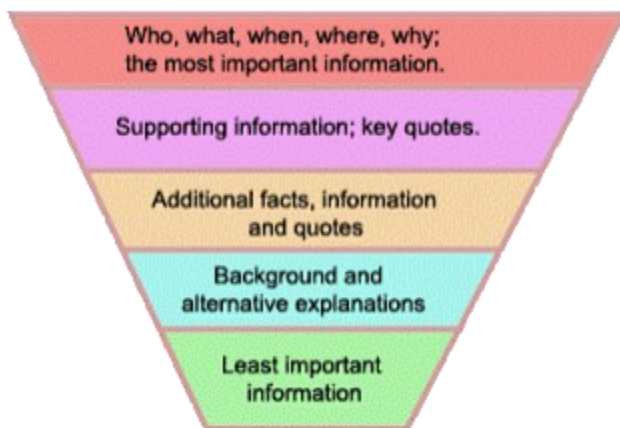 Who, what, when, where, why;
the most important information.
Supporting information; key quotes.
Additional facts, information
and quotes
Background and
alternative explanations
Least important
information